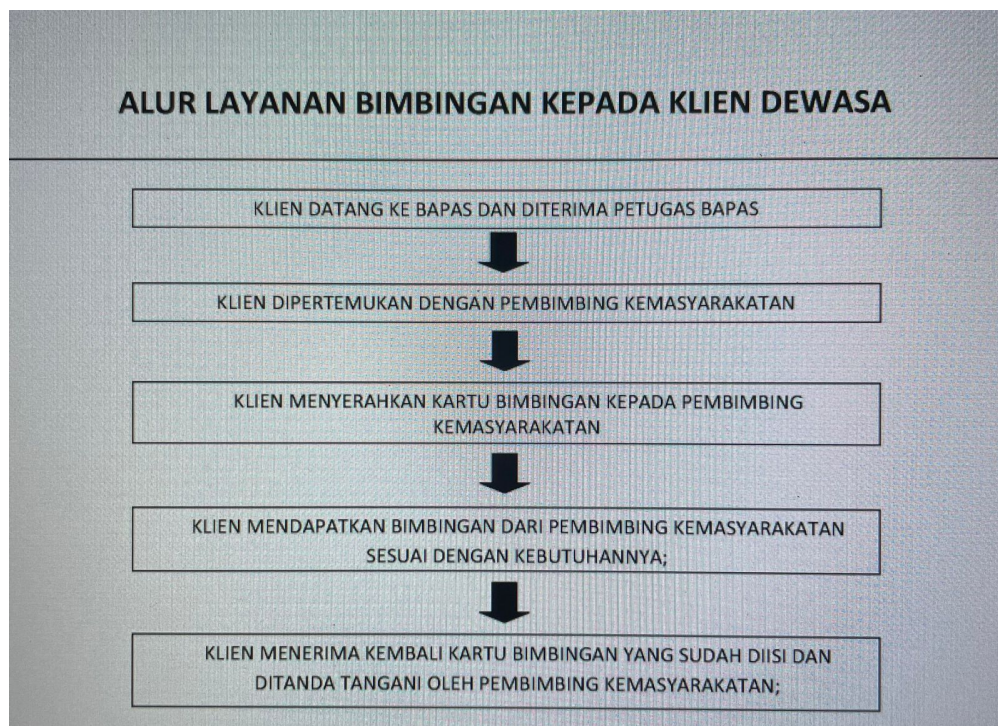 ALUR LAYANAN BIMBINGAN KEPADA KLIEN DEWASA
KLIEN DATANG KE BAPAS DAN DITERIMA PETUGAS BAPAS
KLIEN DIPERTEMUKAN DENGAN PEMBIMBING KEMASYARAKATAN
KLIEN MENYERAHKAN KARTU BIMBINGAN KEPADA PEMBIMBING
KEMASYARAKATAN
KLIEN MENDAPATKAN BIMBINGAN DARI PEMBIMBING KEMASYARAKATAN
SESUAI DENGAN KEBUTUHANNYA;
KLIEN MENERIMA KEMBALI KARTU BIMBINGAN YANG SUDAH DIISI DAN
DITANDA TANGANI OLEH PEMBIMBING KEMASYARAKATAN;